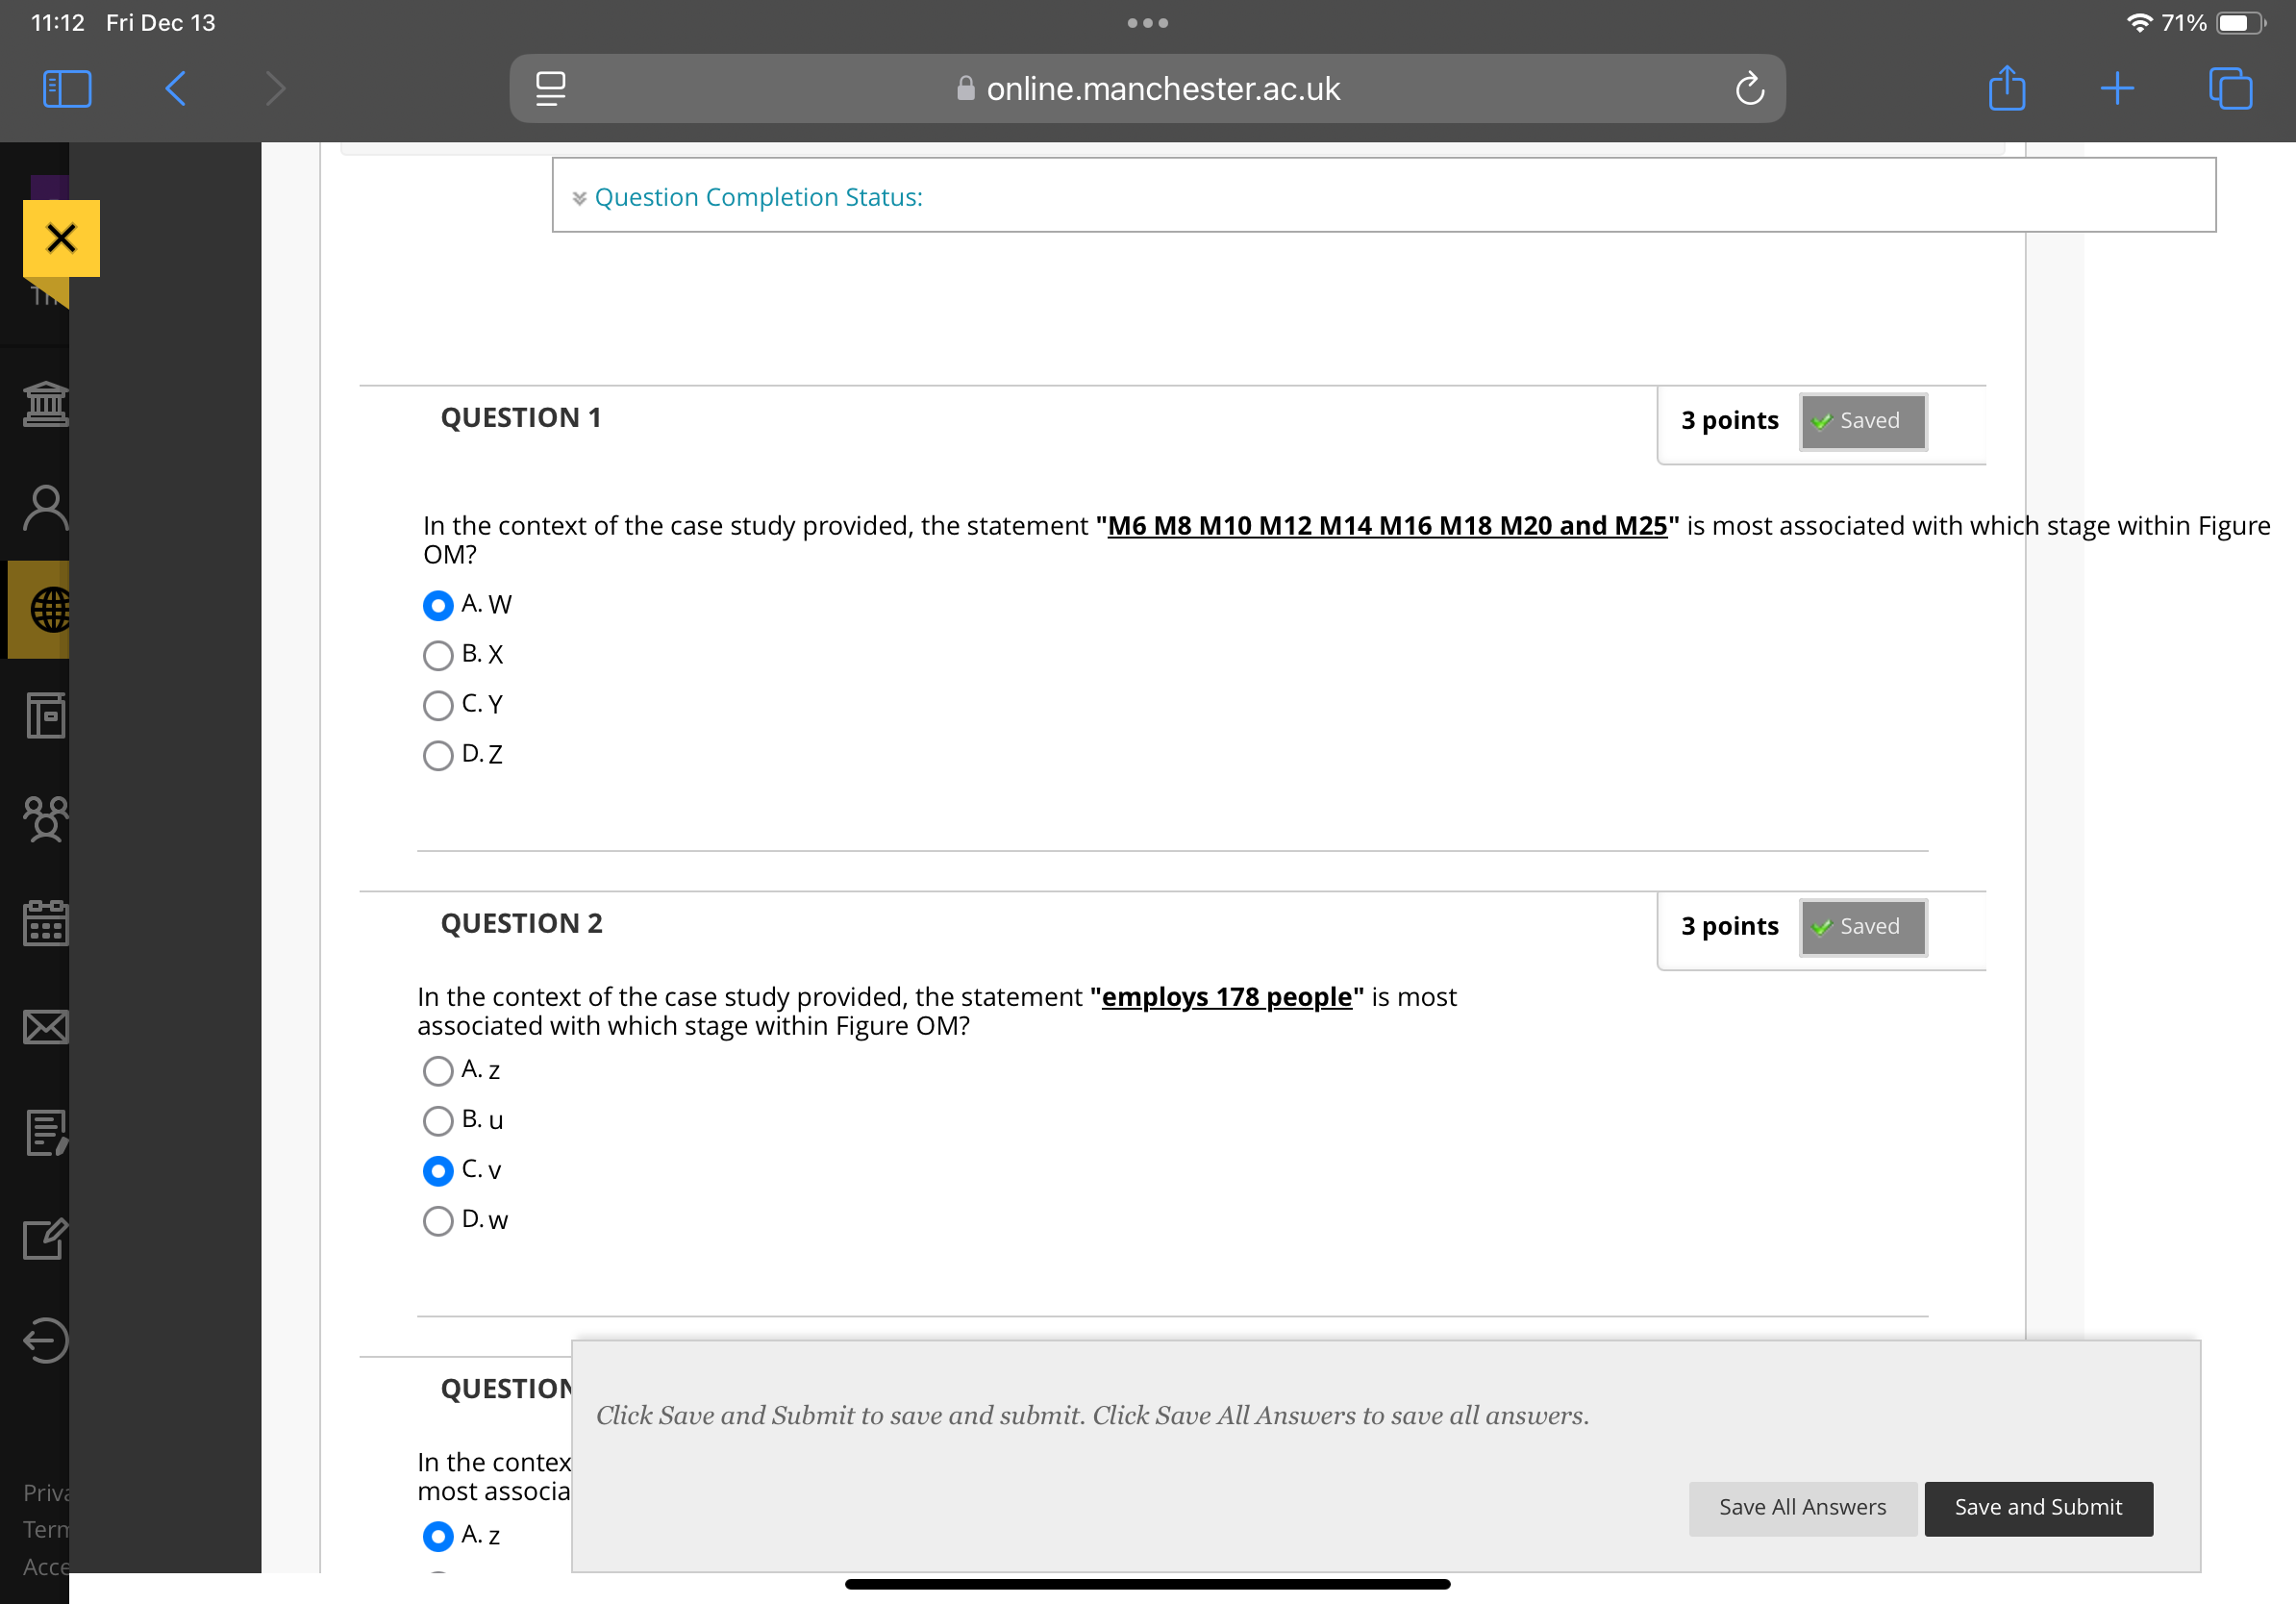 11:12 Fri Dec 13
71%
online.manchester.ac.uk
Question Completion Status:
QUESTION 1
3 points
Saved
In the context of the case study provided, the statement "M6 M8 M10 M12 M14 M16 M18 M20 and M25" is most associated with which stage within Figure
OM?
A. W
B. X
C. Y
D. Z
QUESTION 2
3 points
Saved
In the context of the case study provided, the statement "employs 178 people" is most
associated with which stage within Figure OM?
A. z
B. u
C. v
D. w
QUESTION
Click Save and Submit to save and submit. Click Save All Answers to save all answers.
In the contex
most associa
Save All Answers
Save and Submit
A. z
Priva
Term
Acce